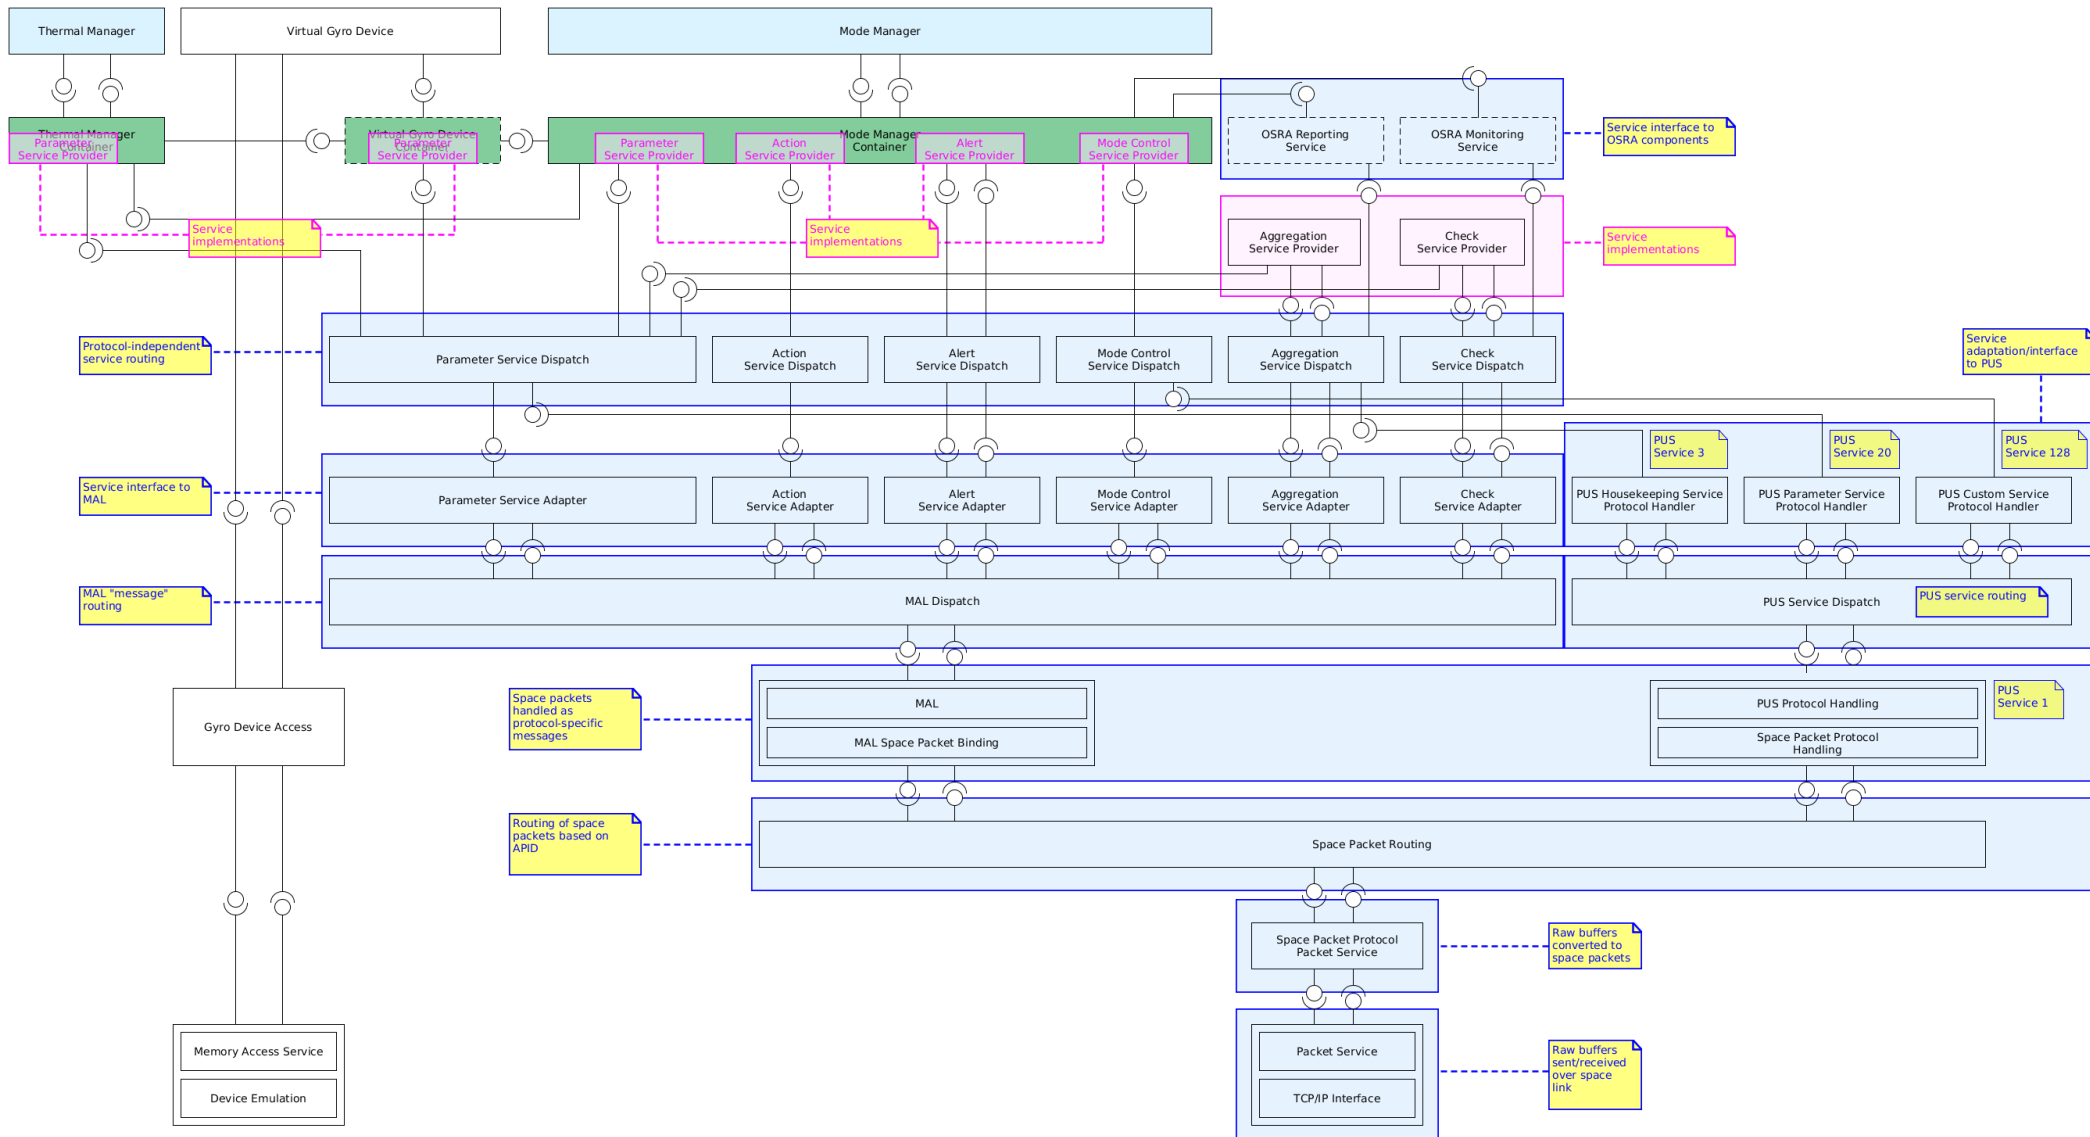 Thermal Manager
Virtual Gyro Device
Mode Manager
Thermal Manager
Container
Parameter
Service Provider
Virtual Gyro Device
Container
Parameter
Service Provider
Mode Manager
Container
Parameter
Service Provider
Action
Service Provider
Alert
Service Provider
Mode Control
Service Provider
OSRA Reporting
Service
OSRA Monitoring
Service
Service interface to
OSRA components
Service
implementations
Service
implementations
Aggregation
Service Provider
Check
Service Provider
Service
implementations
Protocol-independent
service routing
Parameter Service Dispatch
Action
Service Dispatch
Alert
Service Dispatch
Mode Control
Service Dispatch
Aggregation
Service Dispatch
Check
Service Dispatch
Service
adaptation/interface
to PUS
PUS
Service 3
PUS
Service 20
PUS
Service 128
Service interface to
MAL
Parameter Service Adapter
Action
Service Adapter
Alert
Service Adapter
Mode Control
Service Adapter
Aggregation
Service Adapter
Check
Service Adapter
PUS Housekeeping Service
Protocol Handler
PUS Parameter Service
Protocol Handler
PUS Custom Service
Protocol Handler
MAL "message"
routing
MAL Dispatch
PUS Service Dispatch
PUS service routing
Gyro Device Access
Space packets
handled as
protocol-specific
messages
MAL
MAL Space Packet Binding
PUS Protocol Handling
Space Packet Protocol
Handling
PUS
Service 1
Routing of space
packets based on
APID
Space Packet Routing
Space Packet Protocol
Packet Service
Raw buffers
converted to
space packets
Memory Access Service
Device Emulation
Packet Service
TCP/IP Interface
Raw buffers
sent/received
over space
link